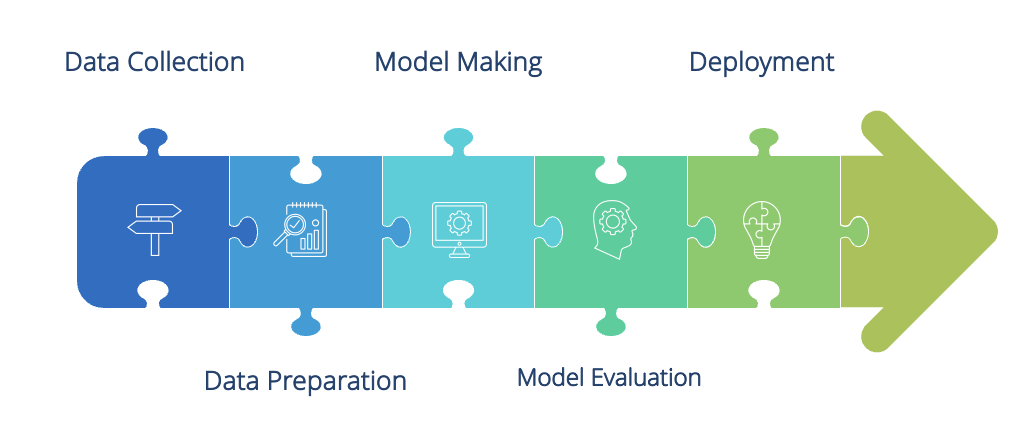 Data Collection
Model Making
Deployment
Data Preparation
Model Evaluation